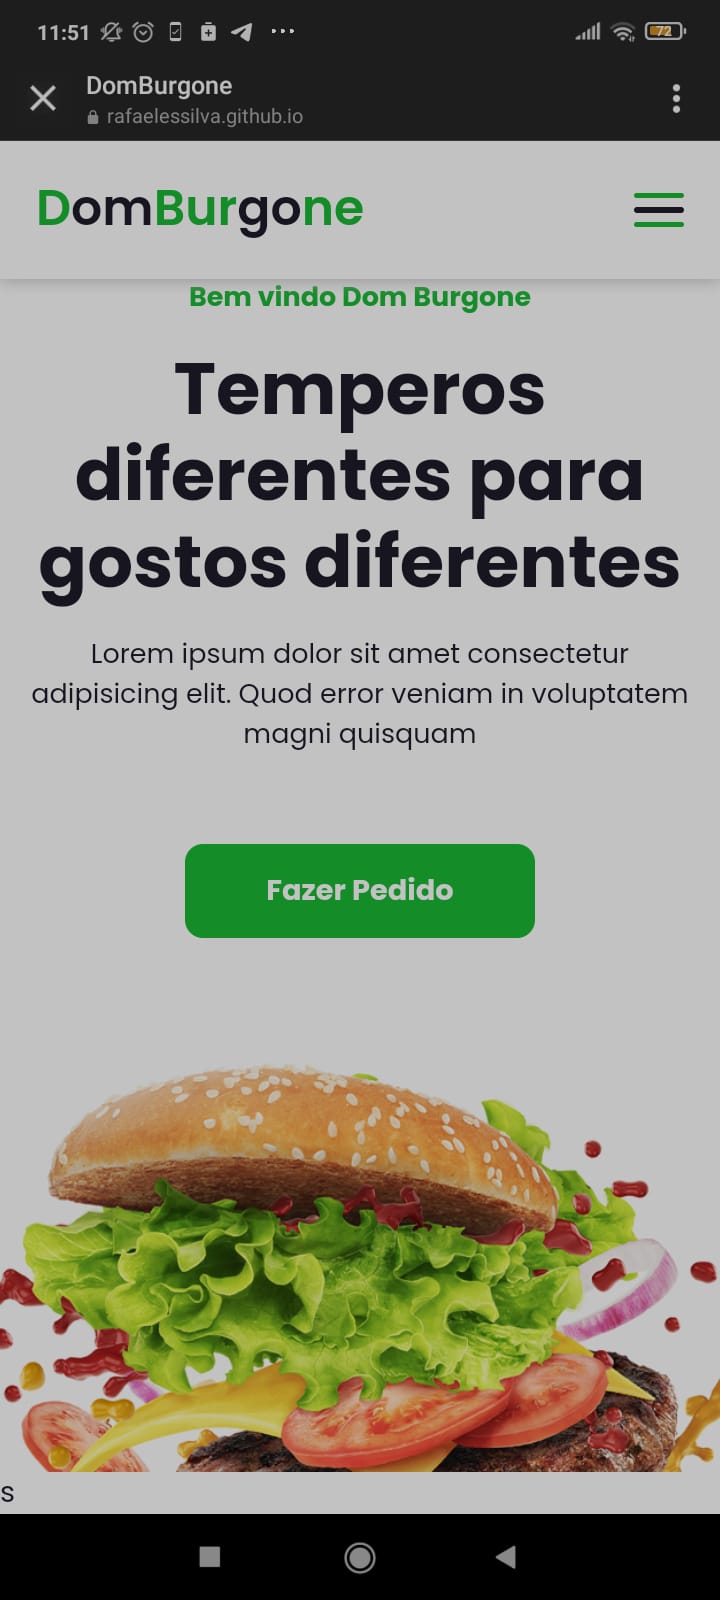 11:51
72
DomBurgone
rafaelessilva.github.io
DomBurgone
Bem vindo Dom Burgone
Temperos
diferentes para
gostos diferentes
Lorem ipsum dolor sit amet consectetur
adipisicing elit. Quod error veniam in voluptatem
magni quisquam
Fazer Pedido
s